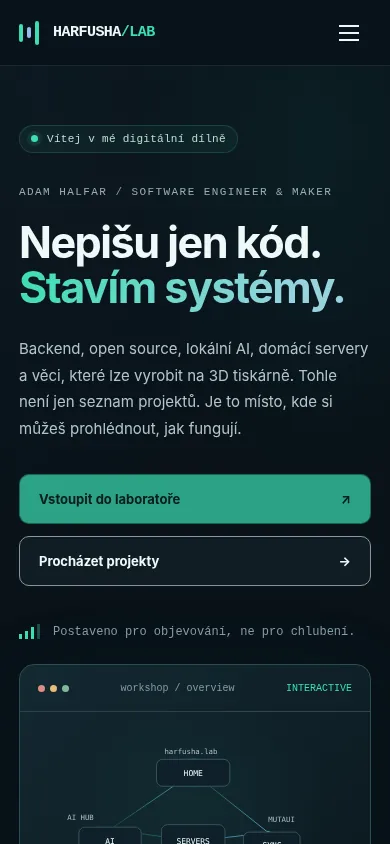 HARFUSHA/LAB
Vítej v mé digitální dílně
ADAM HALFAR / SOFTWARE ENGINEER & MAKER
Nepíšu jen kód.
Stavím systémy.
Backend, open source, lokální AI, domácí servery
a věci, které lze vyrobit na 3D tiskárně. Tohle
není jen seznam projektů. Je to místo, kde si
můžeš prohlédnout, jak fungují.
Vstoupit do laboratoře ↗
Procházet projekty →
Postaveno pro objevování, ne pro chlubení.
workshop / overview INTERACTIVE
harfusha.lab
HOME
AI HUB MUTAUI
AI SERVERS